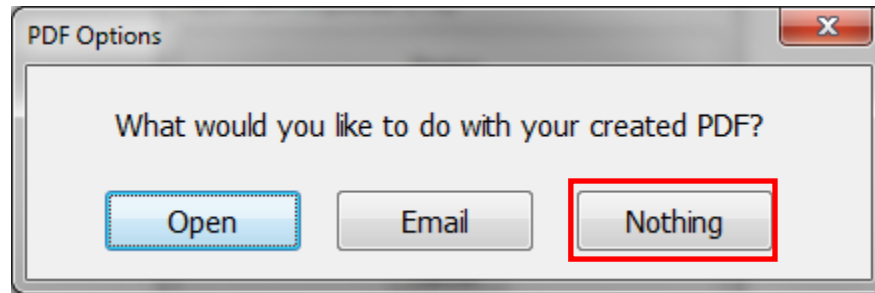 PDF Options
What would you like to do with your created PDF?
Open Email Nothing